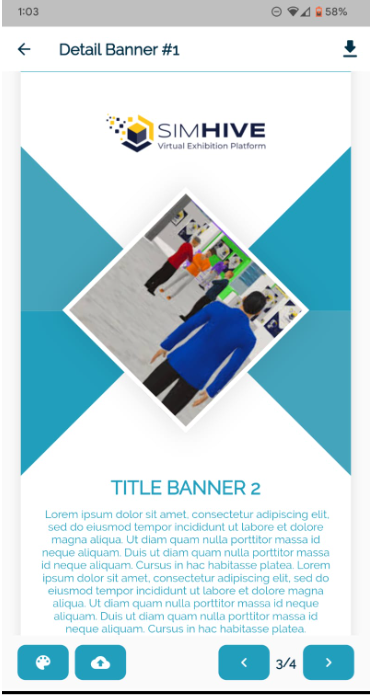 1:03
58%
Detail Banner #1
SIMHIVE
Virtual Exhibition Platform
TITLE BANNER 2
Lorem ipsum dolor sit amet, consectetur adipiscing elit,
sed do eiusmod tempor incididunt ut labore et dolore
magna aliqua. Ut diam quam nulla porttitor massa id
neque aliquam. Duis ut diam quam nulla porttitor massa
id neque aliquam. Cursus in hac habitasse platea. Lorem
ipsum dolor sit amet, consectetur adipiscing elit, sed do
eiusmod tempor incididunt ut labore et dolore magna
aliqua. Ut diam quam nulla porttitor massa id neque
aliquam. Duis ut diam quam nulla porttitor massa id
neque aliquam. Cursus in hac habitasse platea.
3/4